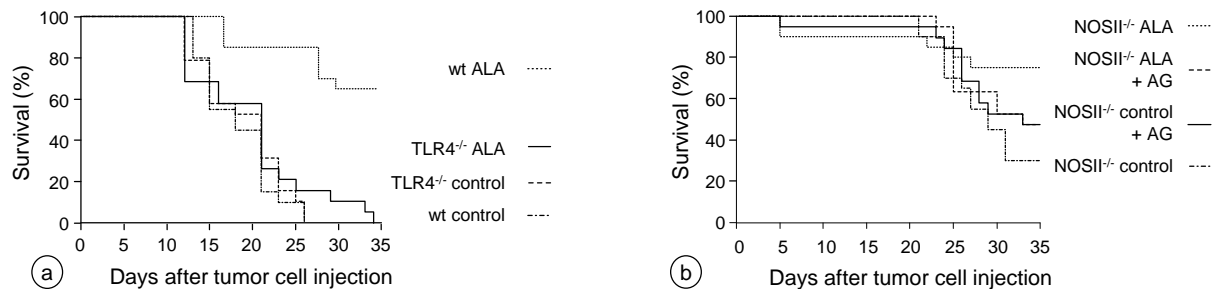 100
80
60
40
20
0
Survival (%)
0 5 10 15 20 25 30 35
Days after tumor cell injection
wt ALA
TLR4-/- ALA
TLR4-/- control
wt control
a
100
80
60
40
20
0
Survival (%)
0 5 10 15 20 25 30 35
Days after tumor cell injection
NOSII-/- ALA
NOSII-/- ALA
+ AG
NOSII-/- control
+ AG
NOSII-/- control
b